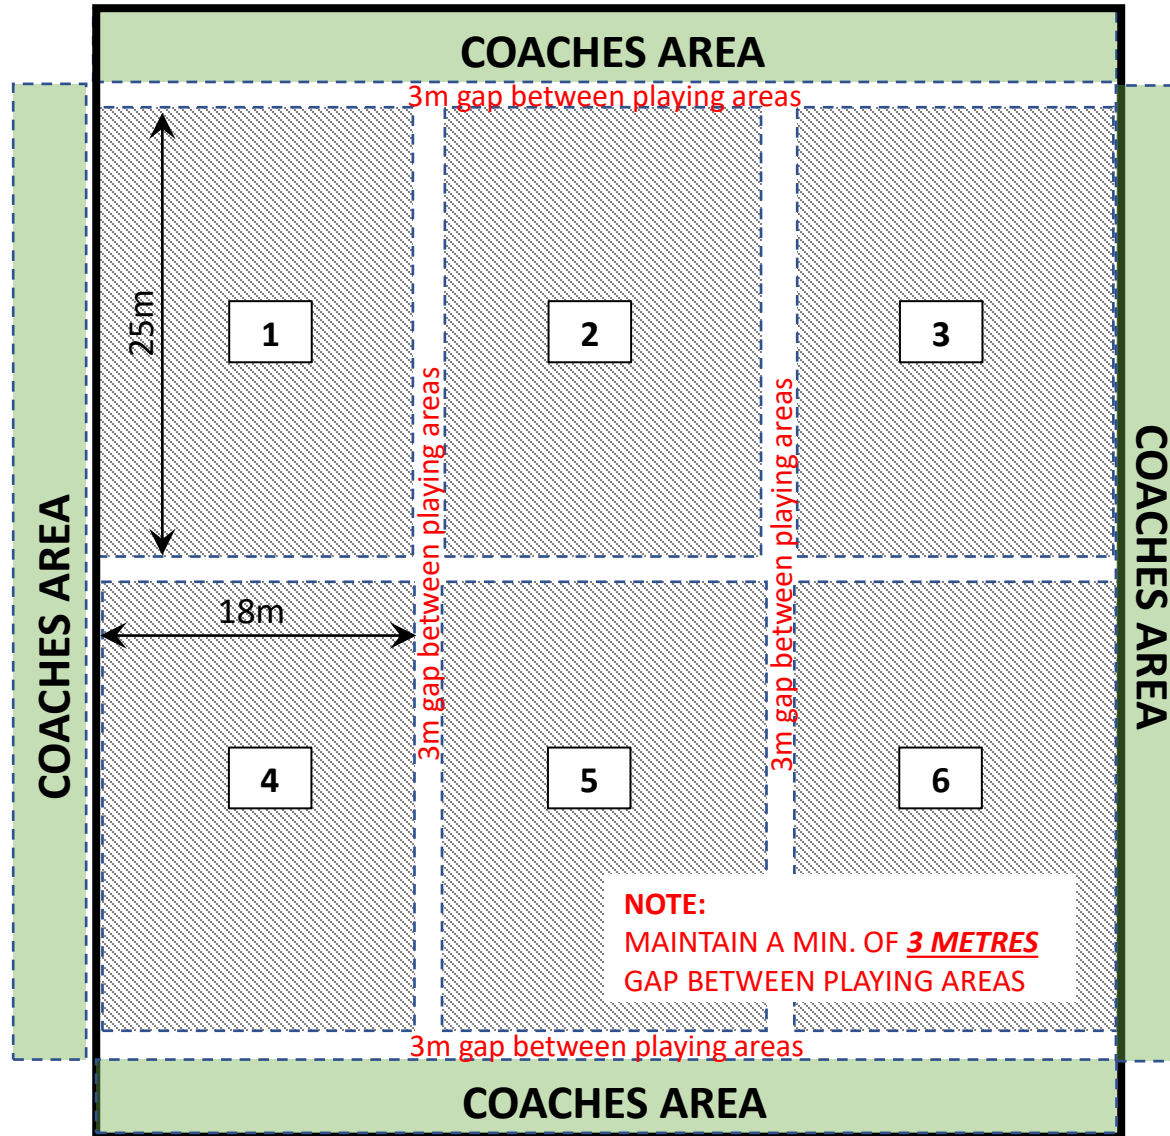 COACHES AREA
3m gap between playing areas
25m
1
2
3
COACHES AREA
3m gap between playing areas
3m gap between playing areas
COACHES AREA
18m
4
5
6
NOTE:
MAINTAIN A MIN. OF 3 METRES
GAP BETWEEN PLAYING AREAS
3m gap between playing areas
COACHES AREA